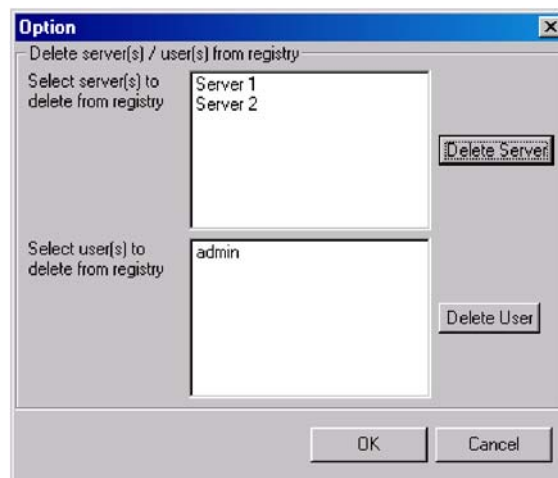 Option
Delete server(s) / user(s) from registry
Select server(s) to
delete from registry
Server 1
Server 2
Delete Server
Select user(s) to
delete from registry
admin
Delete User
OK
Cancel